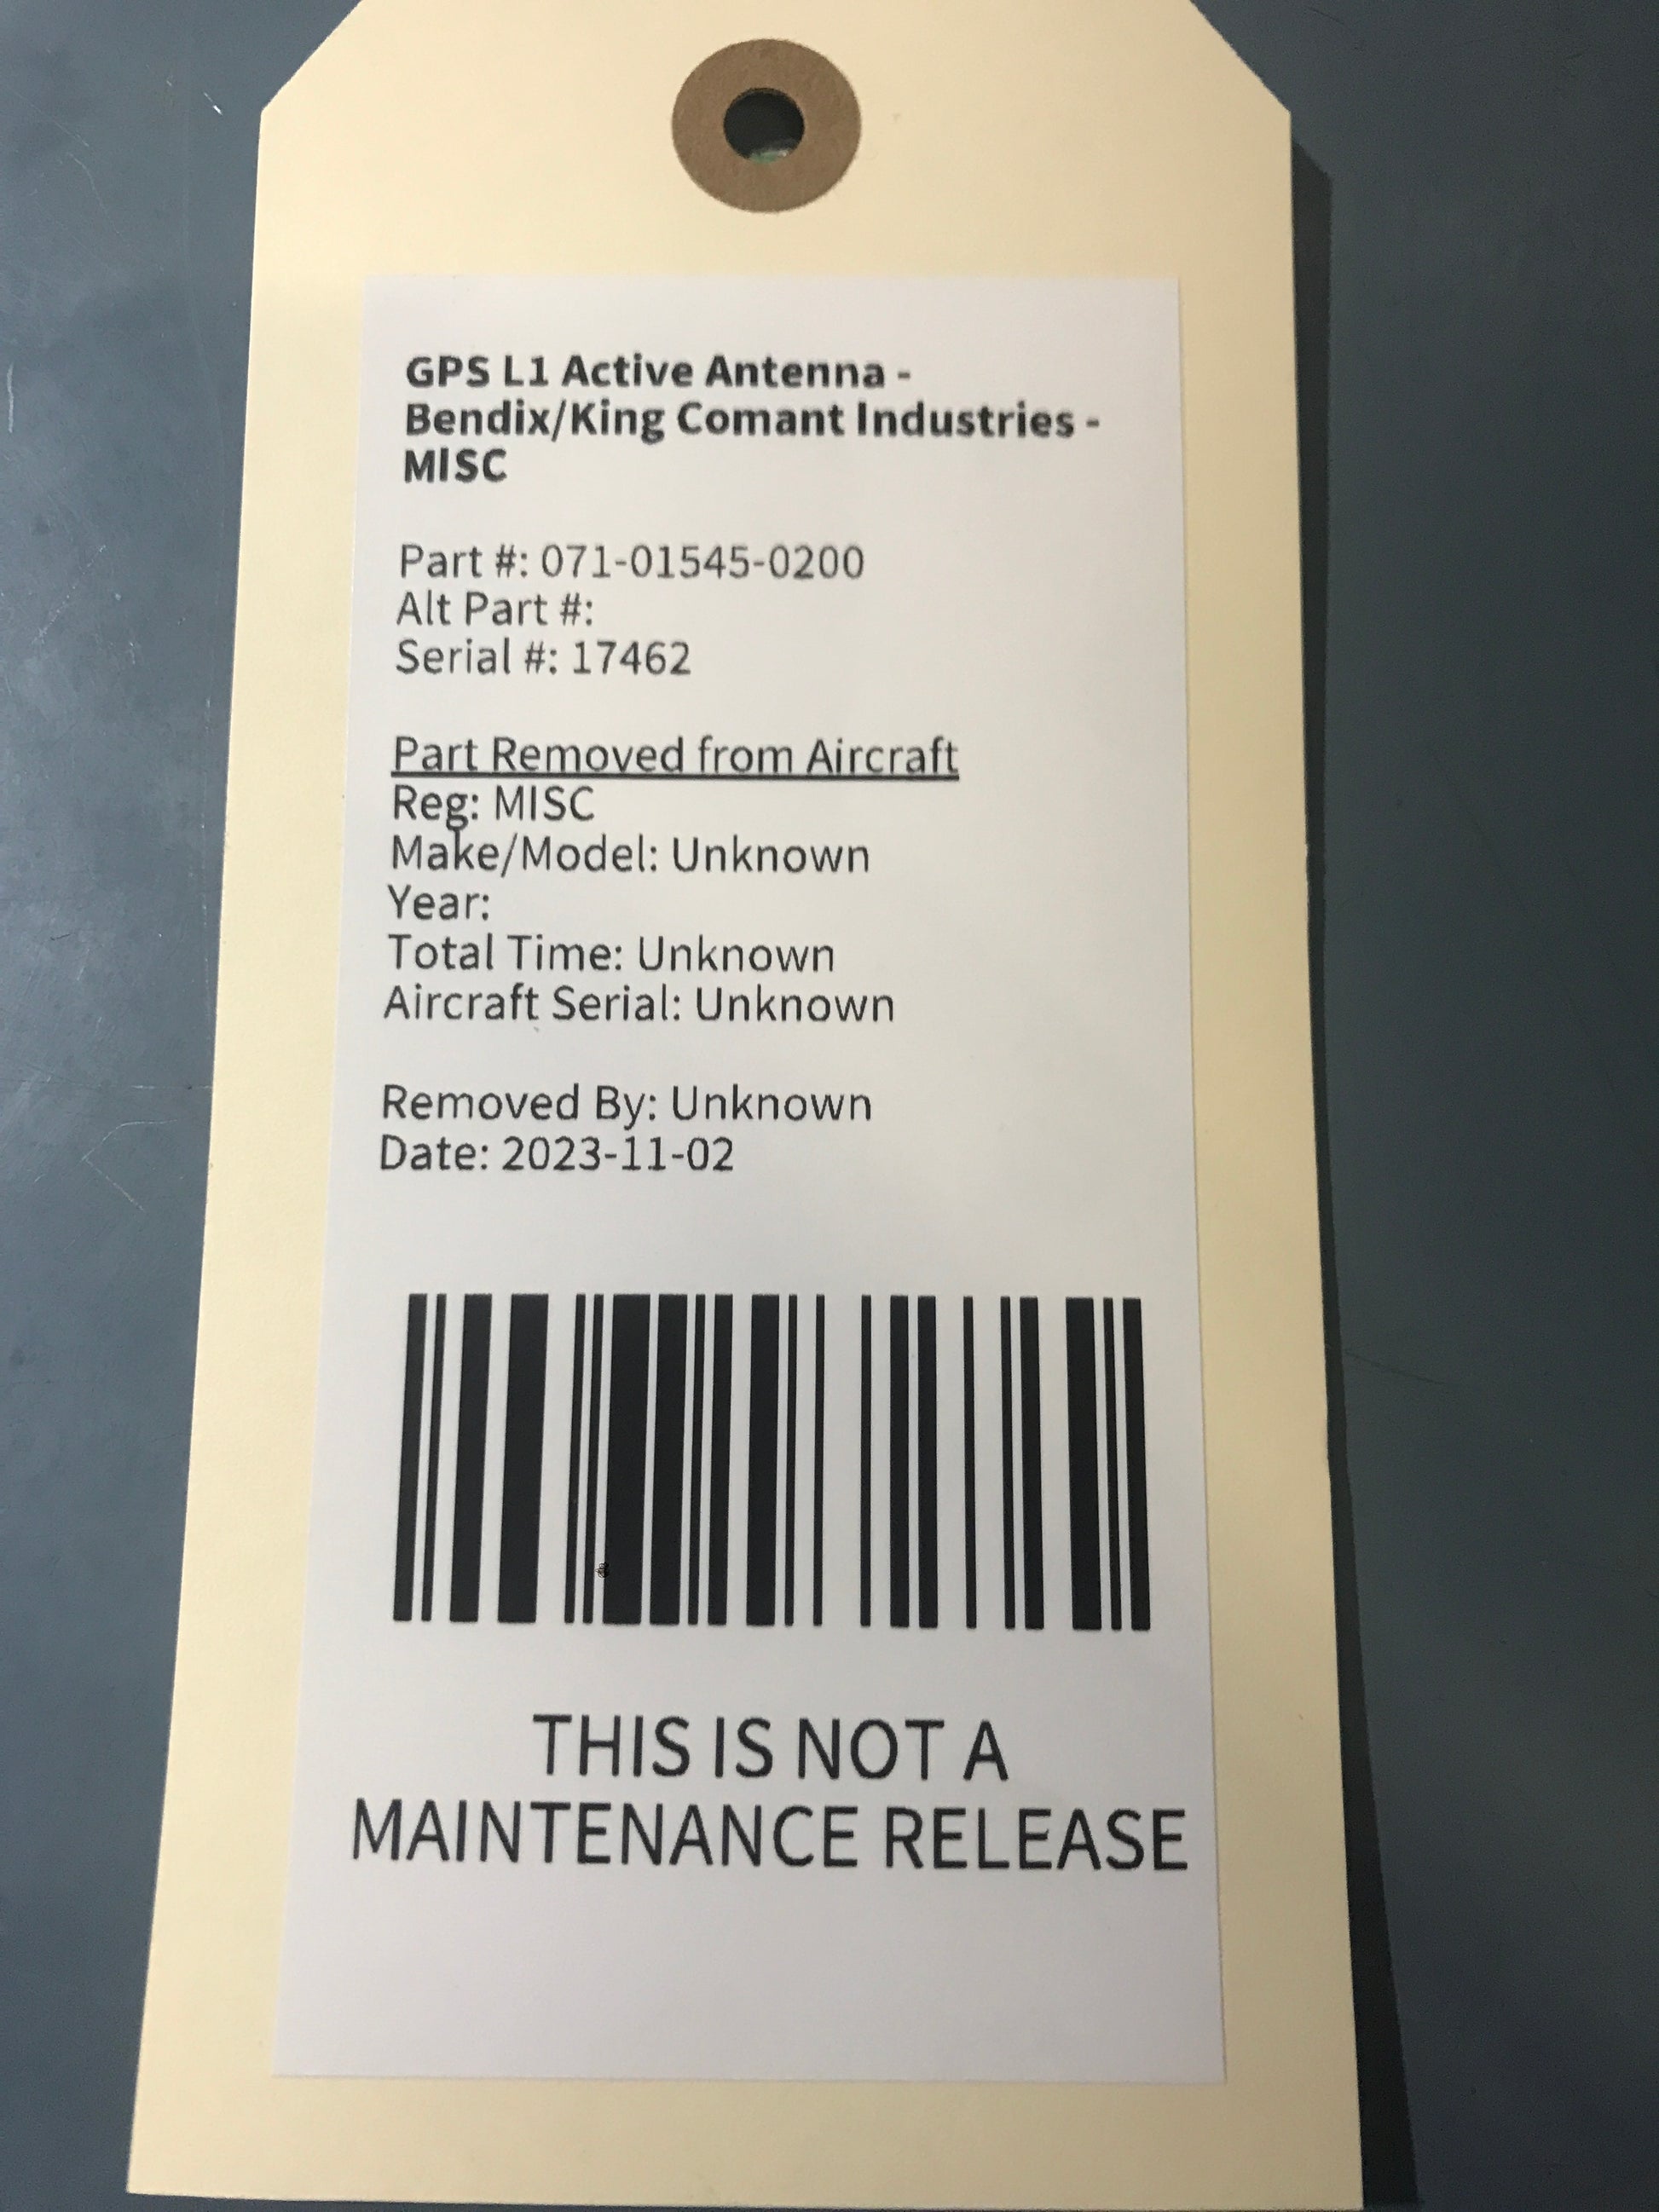 GPS L1 Active Antenna -
Bendix/King Comant Industries -
MISC
Part #: 071-01545-0200
Alt Part #:
Serial #: 17462
Part Removed from Aircraft
Reg: MISC
Make/Model: Unknown
Year:
Total Time: Unknown
Aircraft Serial: Unknown
Removed By: Unknown
Date: 2023-11-02
THIS IS NOT A
MAINTENANCE RELEASE